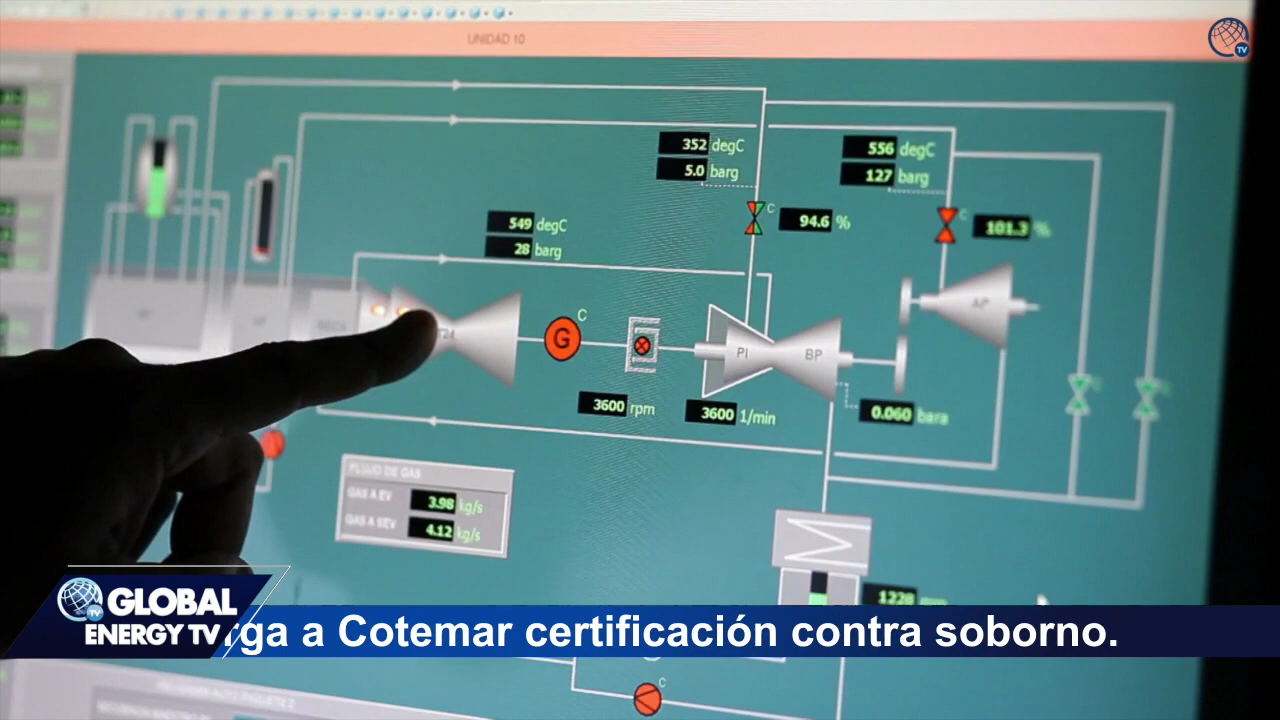 UNIDAD 10
TV
352 degC
5.0 barg
556 degC
127 barg
C
94.6 %
C
101.3 %
549 degC
28 barg
AP
C
G
PI
BP
3600 rpm
3600 1/min
0.060 bara
FLUJO DE GAS
GAS A EV 3.98 kg/s
GAS A SEV 4.12 kg/s
1220
GLOBAL
ENERGY TV
rga a Cotemar certificación contra soborno.
C